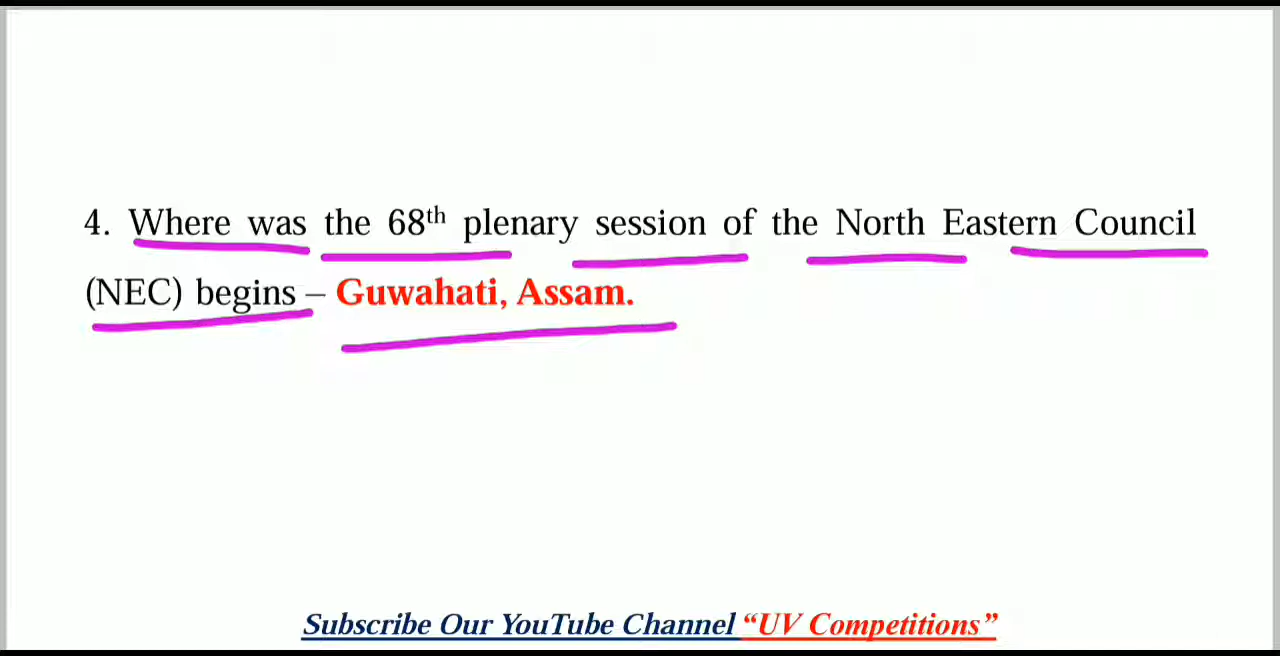 4. Where was the 68th plenary session of the North Eastern Council
(NEC) begins – Guwahati, Assam.
Subscribe Our YouTube Channel “UV Competitions”